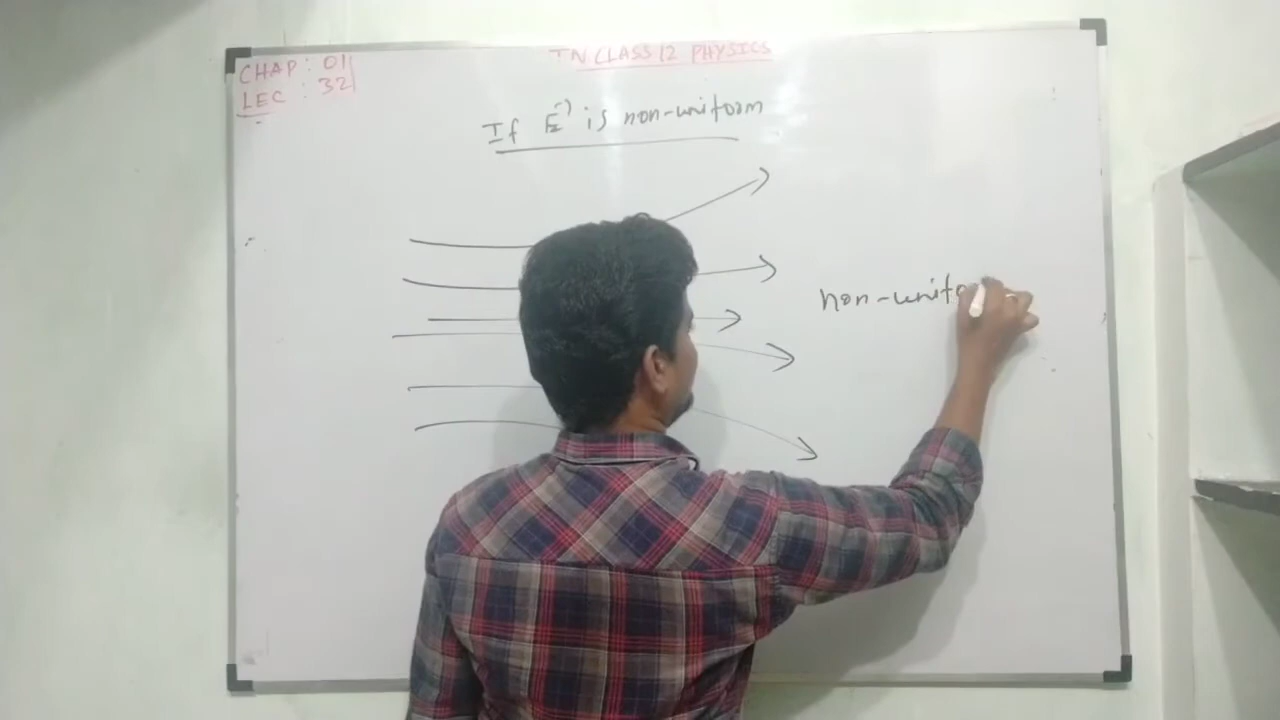 TN CLASS 12 PHYSICS
CHAP : 01
LEC : 32
If E is non-uniform
non-unifo